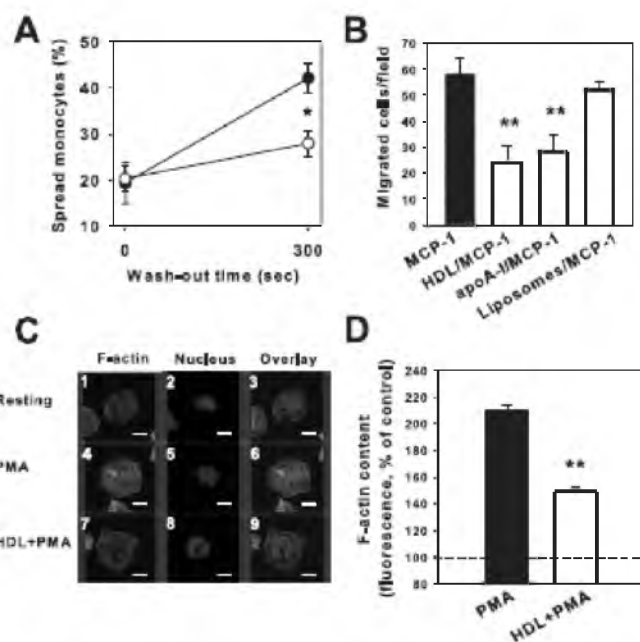 A
Spread monocytes (%)
50
40
30
20
10
*
0
300
Wash-out time (sec)
B
Migrated cells/field
70
60
50
40
30
20
10
0
**
**
MCP-1
HDL/MCP-1
apoA-I/MCP-1
Liposomes/MCP-1
C
F-actin Nucleus Overlay
Resting
1 2 3
PMA
4 5 6
HDL+PMA
7 8 9
D
F-actin content
(fluorescence, % of control)
240
220
200
180
160
140
120
100
80
**
PMA
HDL+PMA